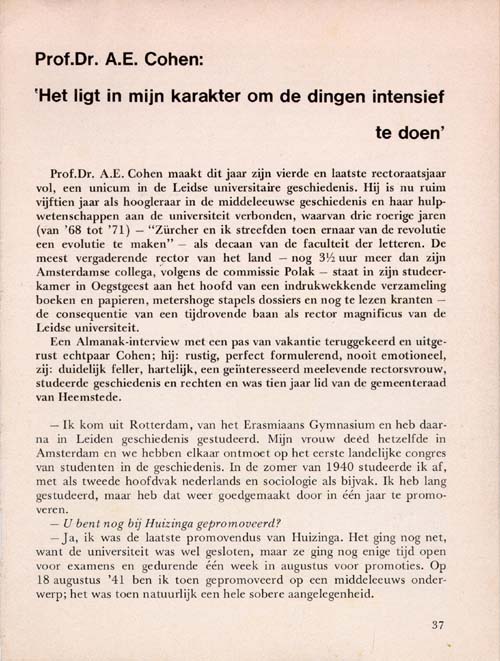 Prof.Dr. A.E. Cohen:
'Het ligt in mijn karakter om de dingen intensief
te doen'
Prof.Dr. A.E. Cohen maakt dit jaar zijn vierde en laatste rectoraatsjaar
vol, een unicum in de Leidse universitaire geschiedenis. Hij is nu ruim
vijftien jaar als hoogleraar in de middeleeuwse geschiedenis en haar hulp-
wetenschappen aan de universiteit verbonden, waarvan drie roerige jaren
(van '68 tot '71) – "Zürcher en ik streefden toen ernaar van de revolutie
een evolutie te maken" – als decaan van de faculteit der letteren. De
meest vergaderende rector van het land – nog 3½ uur meer dan zijn
Amsterdamse collega, volgens de commissie Polak – staat in zijn studeer-
kamer in Oegstgeest aan het hoofd van een indrukwekkende verzameling
boeken en papieren, metershoge stapels dossiers en nog te lezen kranten –
de consequentie van een tijdrovende baan als rector magnificus van de
Leidse universiteit.
Een Almanak-interview met een pas van vakantie teruggekeerd en uitge-
rust echtpaar Cohen; hij: rustig, perfect formulerend, nooit emotioneel,
zij: duidelijk feller, hartelijk, een geïnteresseerd meelevende rectorsvrouw,
studeerde geschiedenis en rechten en was tien jaar lid van de gemeenteraad
van Heemstede.
– Ik kom uit Rotterdam, van het Erasmiaans Gymnasium en heb daar-
na in Leiden geschiedenis gestudeerd. Mijn vrouw deed hetzelfde in
Amsterdam en we hebben elkaar ontmoet op het eerste landelijke congres
van studenten in de geschiedenis. In de zomer van 1940 studeerde ik af,
met als tweede hoofdvak nederlands en sociologie als bijvak. Ik heb lang
gestudeerd, maar heb dat weer goedgemaakt door in één jaar te promo-
veren.
– U bent nog bij Huizinga gepromoveerd?
– Ja, ik was de laatste promovendus van Huizinga. Het ging nog net,
want de universiteit was wel gesloten, maar ze ging nog enige tijd open
voor examens en gedurende één week in augustus voor promoties. Op
18 augustus '41 ben ik toen gepromoveerd op een middeleeuws onder-
werp; het was toen natuurlijk een hele sobere aangelegenheid.
37